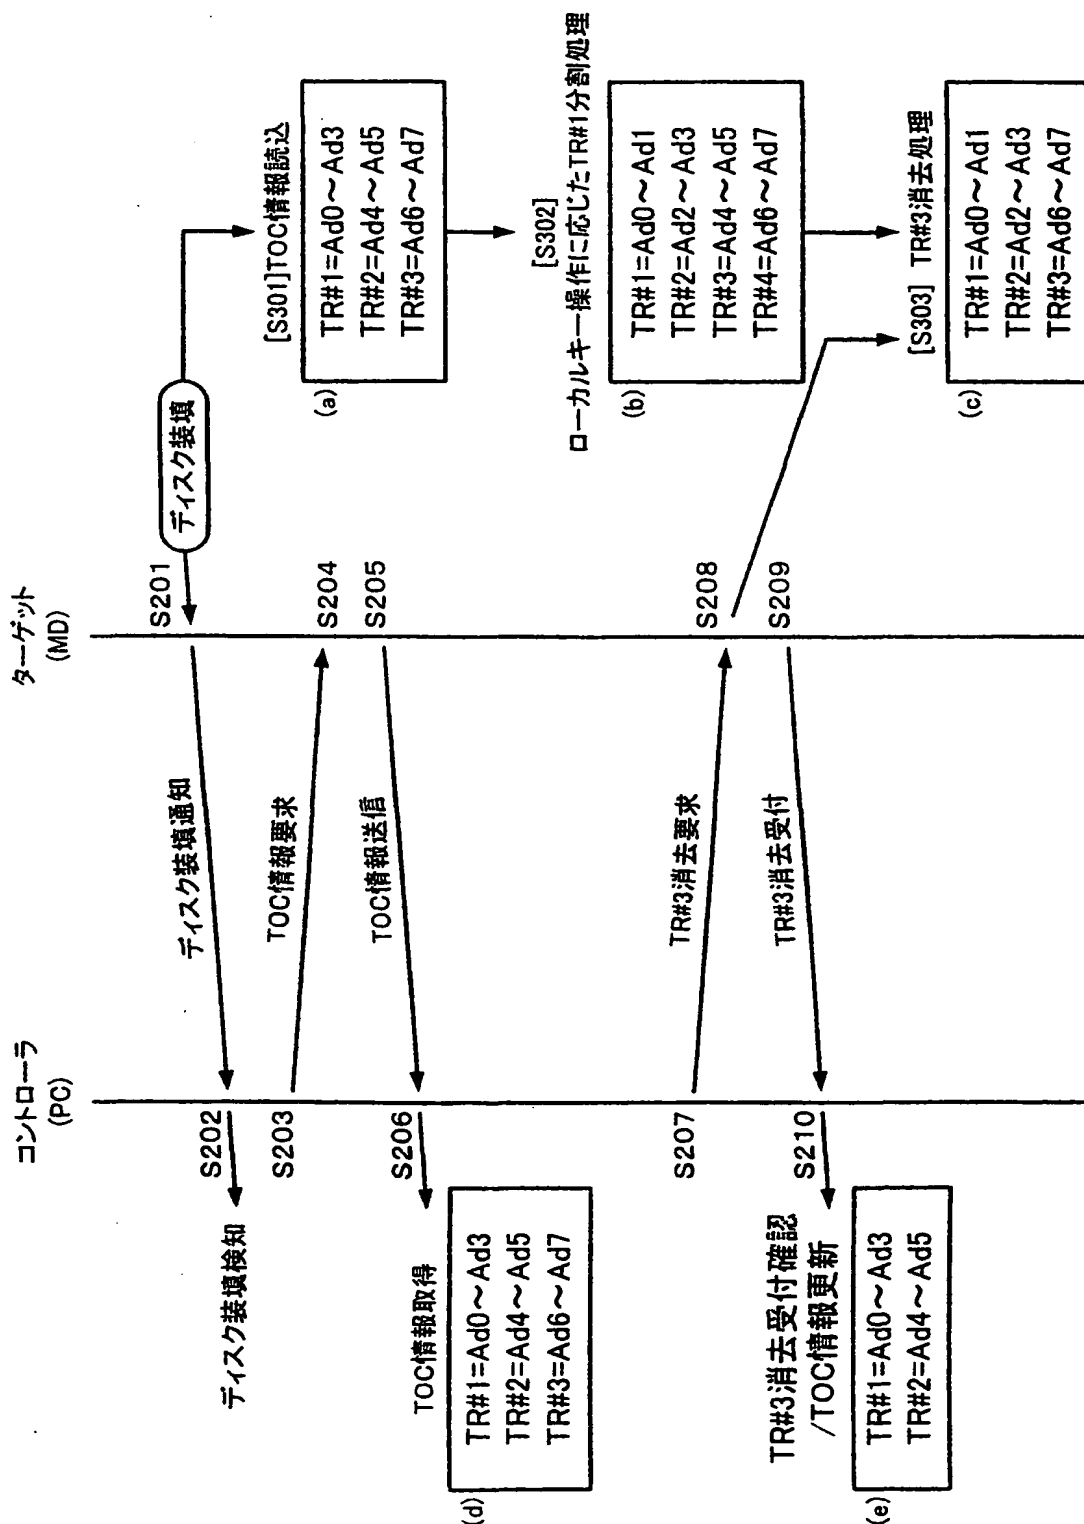 コントローラ
(PC)
ターゲット
(MD)
ディスク装填
S201
ディスク装填通知
S202
ディスク装填検知
[S301]TOC情報読込
(a)
TR#1=Ad0～Ad3
TR#2=Ad4～Ad5
TR#3=Ad6～Ad7
S203
TOC情報要求
S204
S205
TOC情報送信
S206
TOC情報取得
(d)
TR#1=Ad0～Ad3
TR#2=Ad4～Ad5
TR#3=Ad6～Ad7
[S302]
ローカルキー操作に応じたTR#1分割処理
(b)
TR#1=Ad0～Ad1
TR#2=Ad2～Ad3
TR#3=Ad4～Ad5
TR#4=Ad6～Ad7
S207
TR#3消去要求
S208
S209
TR#3消去受付
S210
TR#3消去受付確認
/TOC情報更新
(e)
TR#1=Ad0～Ad3
TR#2=Ad4～Ad5
[S303] TR#3消去処理
(c)
TR#1=Ad0～Ad1
TR#2=Ad2～Ad3
TR#3=Ad6～Ad7